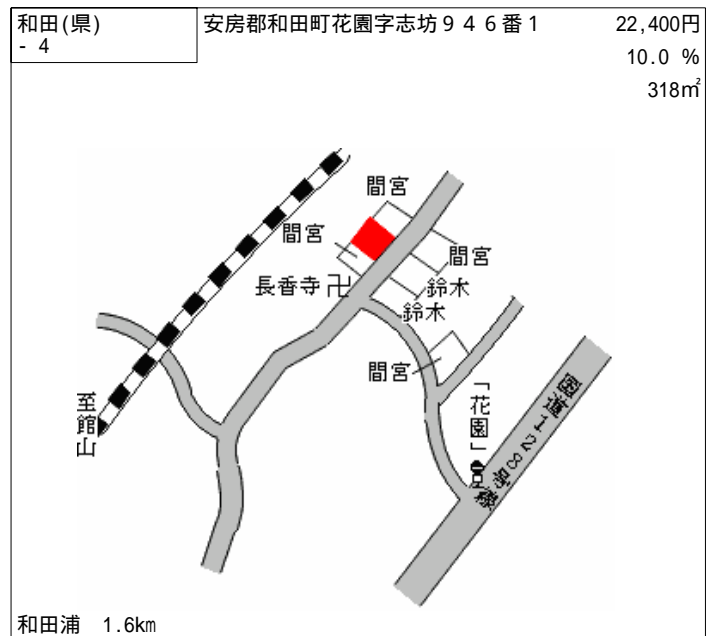 和田(県)
- 4
安房郡和田町花園字志坊９４６番１
22,400円
10.0 %
318㎡
間宮
間宮
間宮
長香寺卍
鈴木
鈴木
間宮
「花園」
国道128号線
至館山
和田浦 1.6km